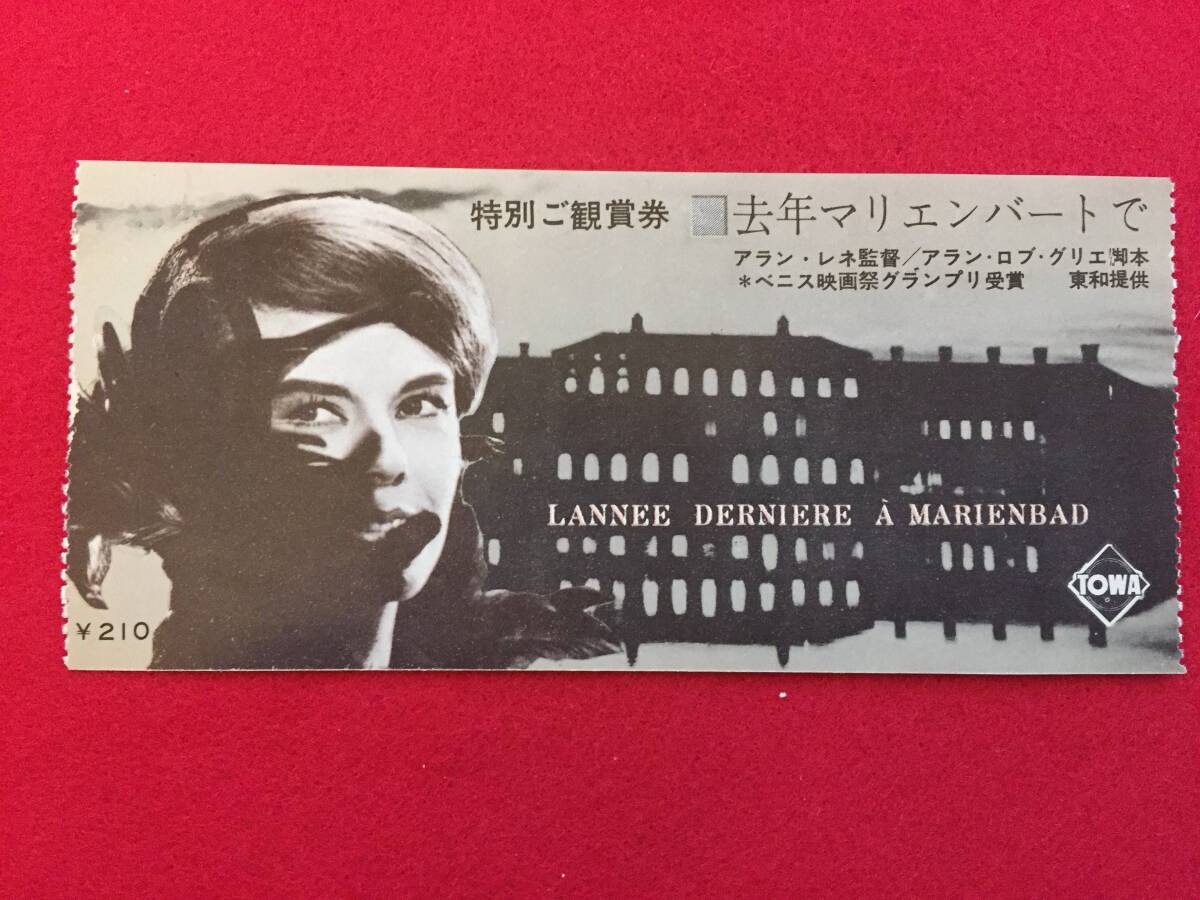 特別ご観賞券
去年マリエンバートで
アラン・レネ監督／アラン・ロブ・グリエ脚本
＊ベニス映画祭グランプリ受賞　東和提供
LANNEE DERNIERE À MARIENBAD
TOWA
¥210